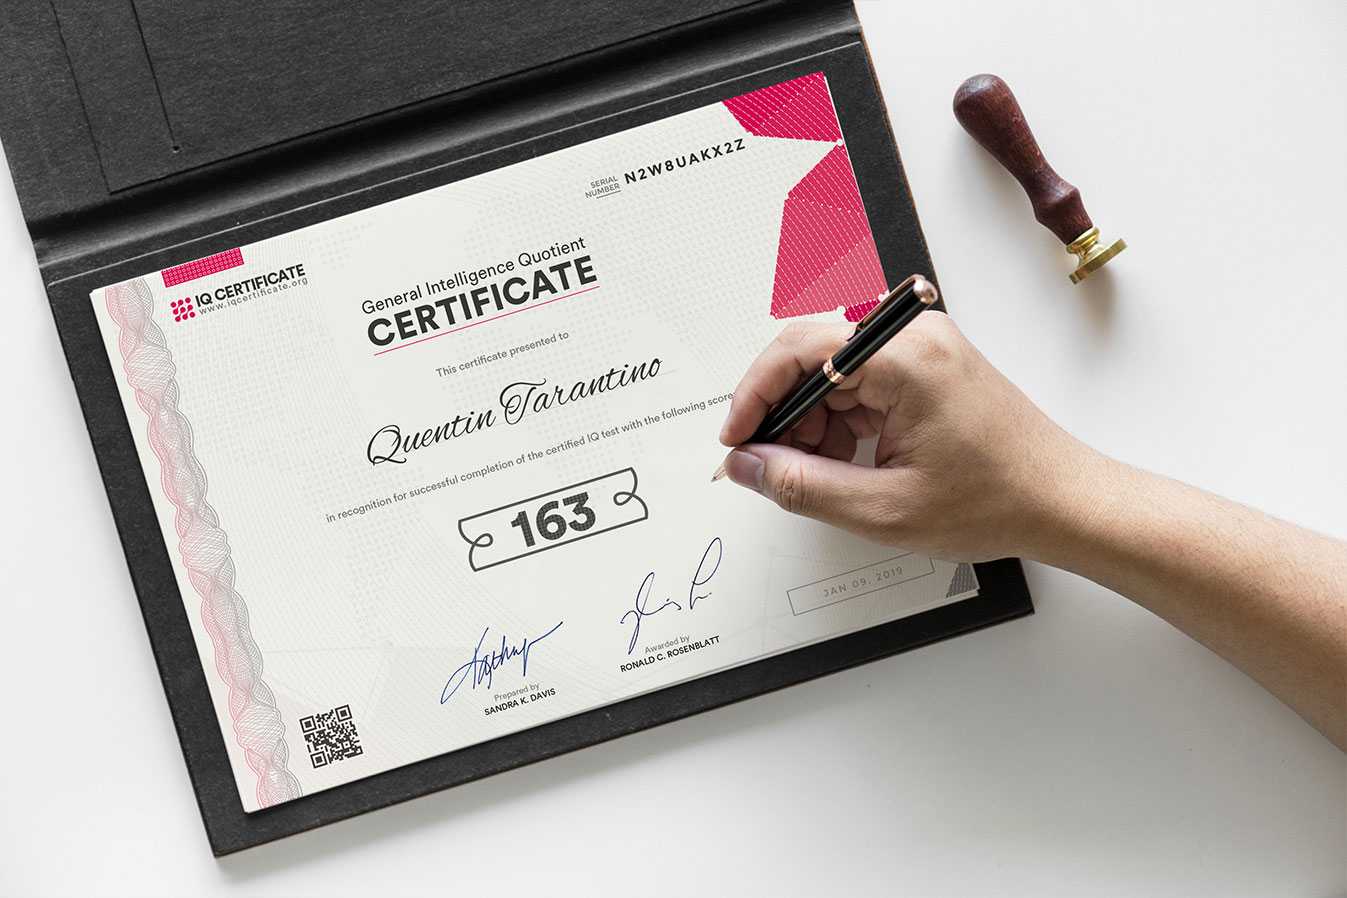 SERIAL
NUMBER
N2W8UAKX2Z
IQ CERTIFICATE
www.iqcertificate.org
General Intelligence Quotient
CERTIFICATE
This certificate presented to
Quentin Tarantino
in recognition for successful completion of the certified IQ test with the following score
163
JAN 09, 2019
Prepared by
SANDRA K. DAVIS
Awarded by
RONALD C. ROSENBLATT